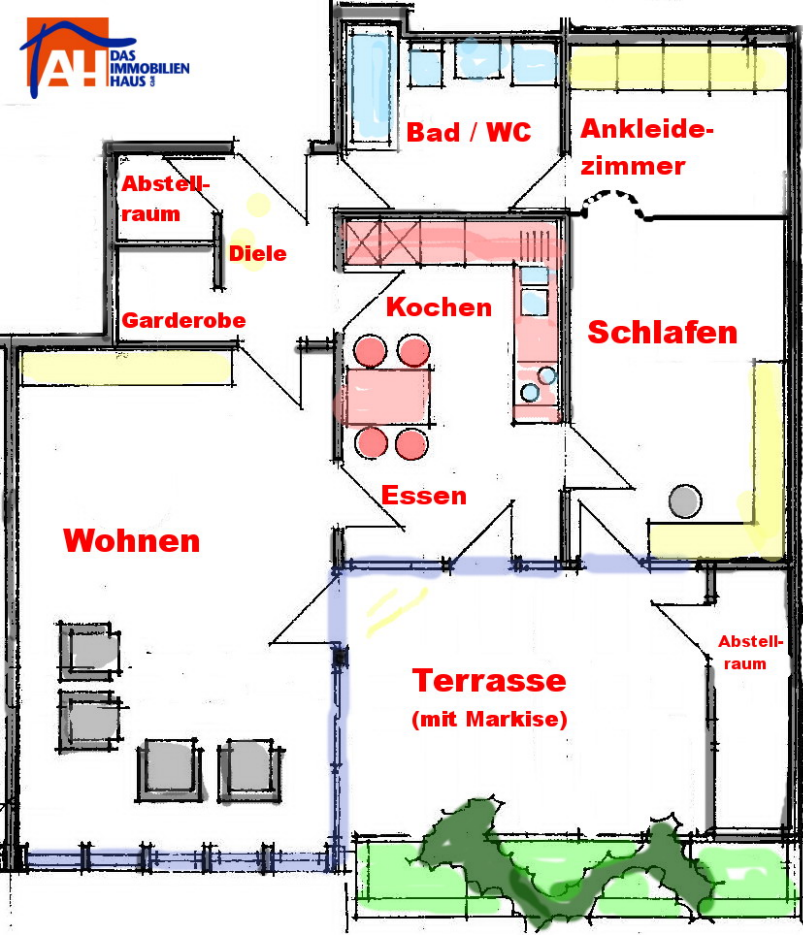 AH DAS
IMMOBILIEN
HAUS
Bad / WC
Ankleide-
zimmer
Abstell-
raum
Diele
Garderobe
Kochen
Schlafen
Essen
Wohnen
Abstell-
raum
Terrasse
(mit Markise)